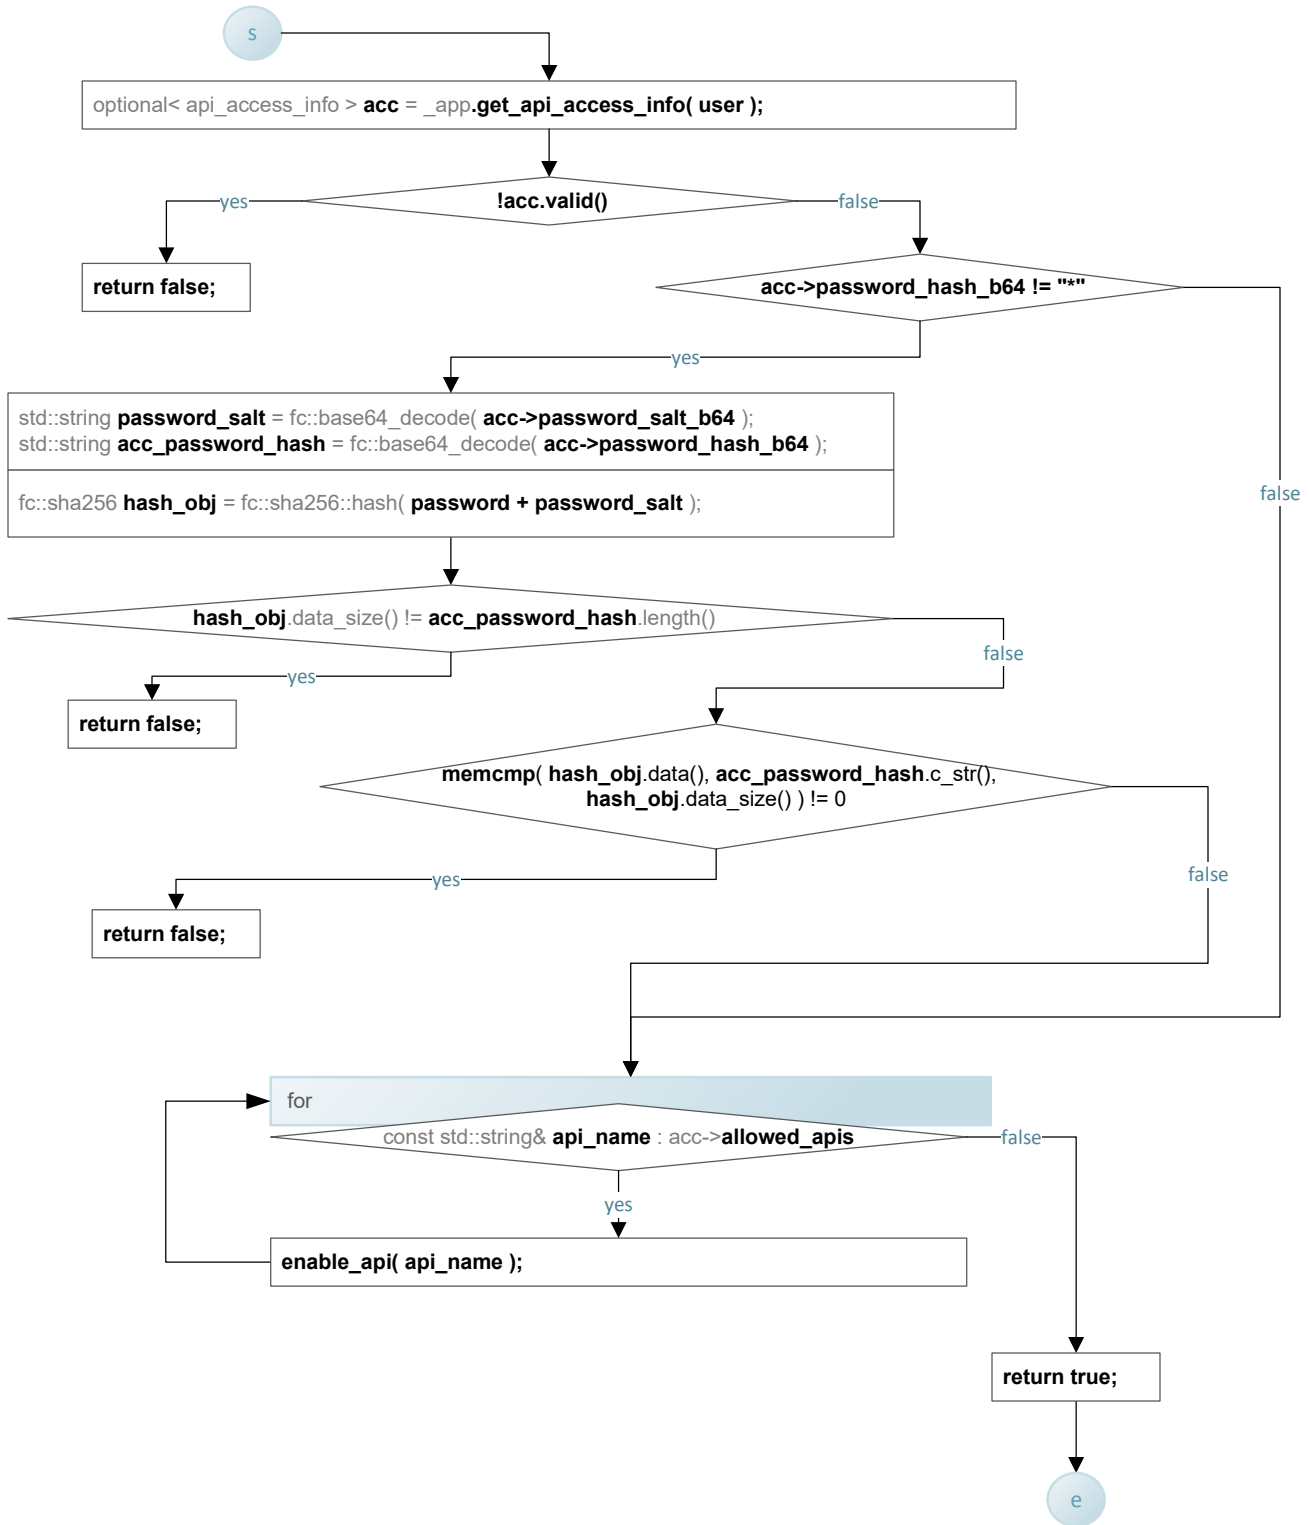 s
optional< api_access_info > acc = _app.get_api_access_info( user );
!acc.valid()
yes
false
return false;
acc->password_hash_b64 != "*"
yes
false
std::string password_salt = fc::base64_decode( acc->password_salt_b64 );
std::string acc_password_hash = fc::base64_decode( acc->password_hash_b64 );
fc::sha256 hash_obj = fc::sha256::hash( password + password_salt );
hash_obj.data_size() != acc_password_hash.length()
yes
false
return false;
memcmp( hash_obj.data(), acc_password_hash.c_str(),
hash_obj.data_size() ) != 0
yes
false
return false;
for
const std::string& api_name : acc->allowed_apis
false
yes
enable_api( api_name );
return true;
e